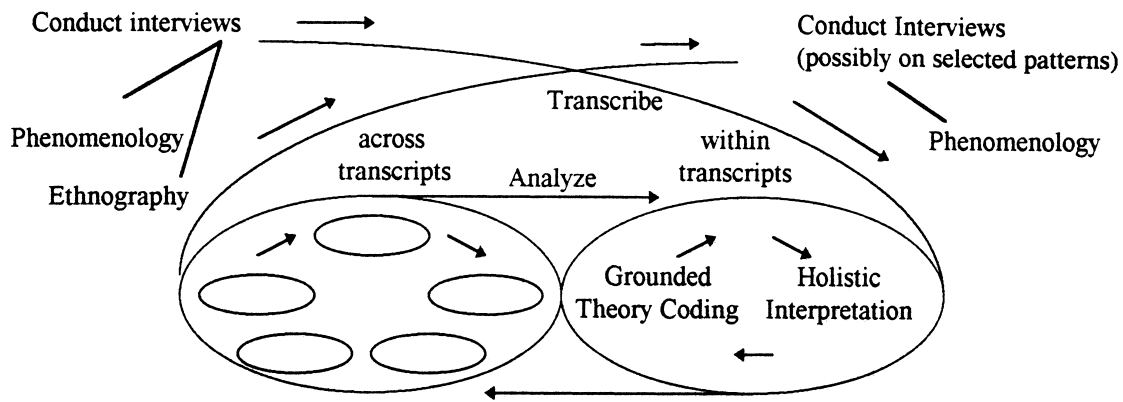 Conduct interviews
Conduct Interviews
(possibly on selected patterns)
Transcribe
Phenomenology
Phenomenology
Ethnography
across
transcripts
Analyze
within
transcripts
Grounded
Theory Coding
Holistic
Interpretation